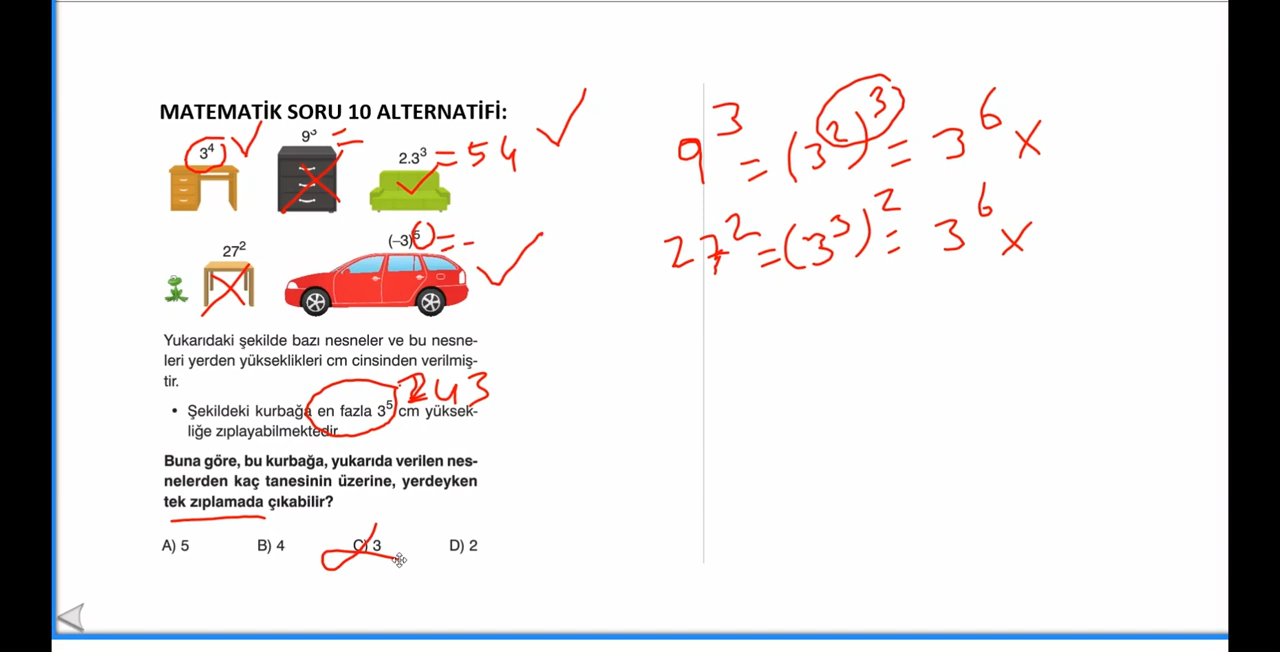 MATEMATİK SORU 10 ALTERNATİFİ:
3⁴
9³ =
2.3³ = 54
27²
(–3)⁵ = -
Yukarıdaki şekilde bazı nesneler ve bu nesne-
leri yerden yükseklikleri cm cinsinden verilmiş-
tir.
243
• Şekildeki kurbağa en fazla 3⁵ cm yüksek-
liğe zıplayabilmektedir
Buna göre, bu kurbağa, yukarıda verilen nes-
nelerden kaç tanesinin üzerine, yerdeyken
tek zıplamada çıkabilir?
A) 5 B) 4 C) 3 D) 2
9³ = (3²)³ = 3⁶ x
27² = (3³)² = 3⁶ x